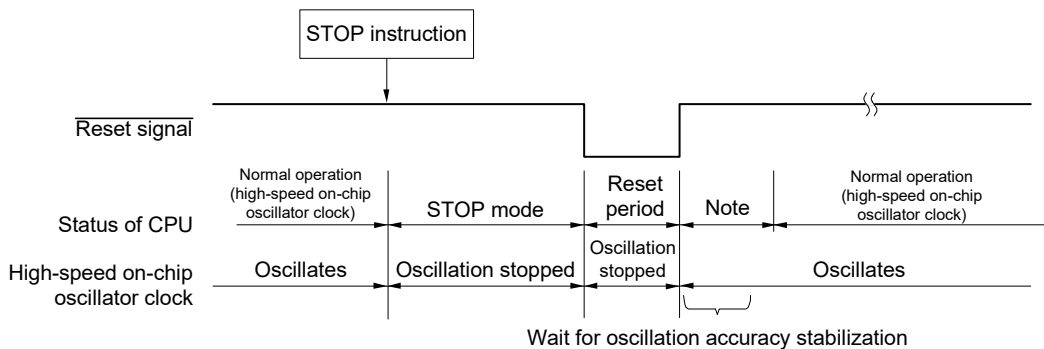 STOP instruction
Reset signal
Normal operation
(high-speed on-chip
oscillator clock)
STOP mode
Reset
period
Note
Normal operation
(high-speed on-chip
oscillator clock)
Status of CPU
High-speed on-chip
oscillator clock
Oscillates
Oscillation stopped
Oscillation
stopped
Oscillates
Wait for oscillation accuracy stabilization